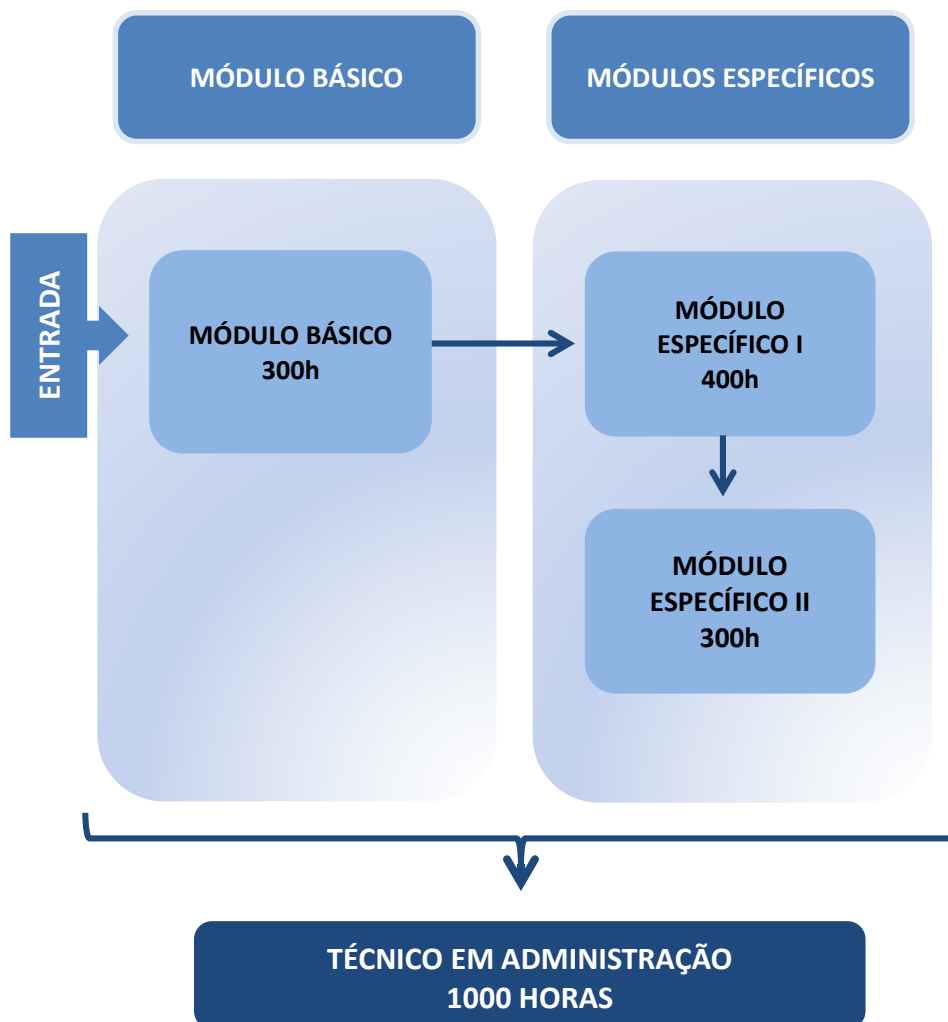 MÓDULO BÁSICO
MÓDULOS ESPECÍFICOS
ENTRADA
MÓDULO BÁSICO
300h
MÓDULO
ESPECÍFICO I
400h
MÓDULO
ESPECÍFICO II
300h
TÉCNICO EM ADMINISTRAÇÃO
1000 HORAS